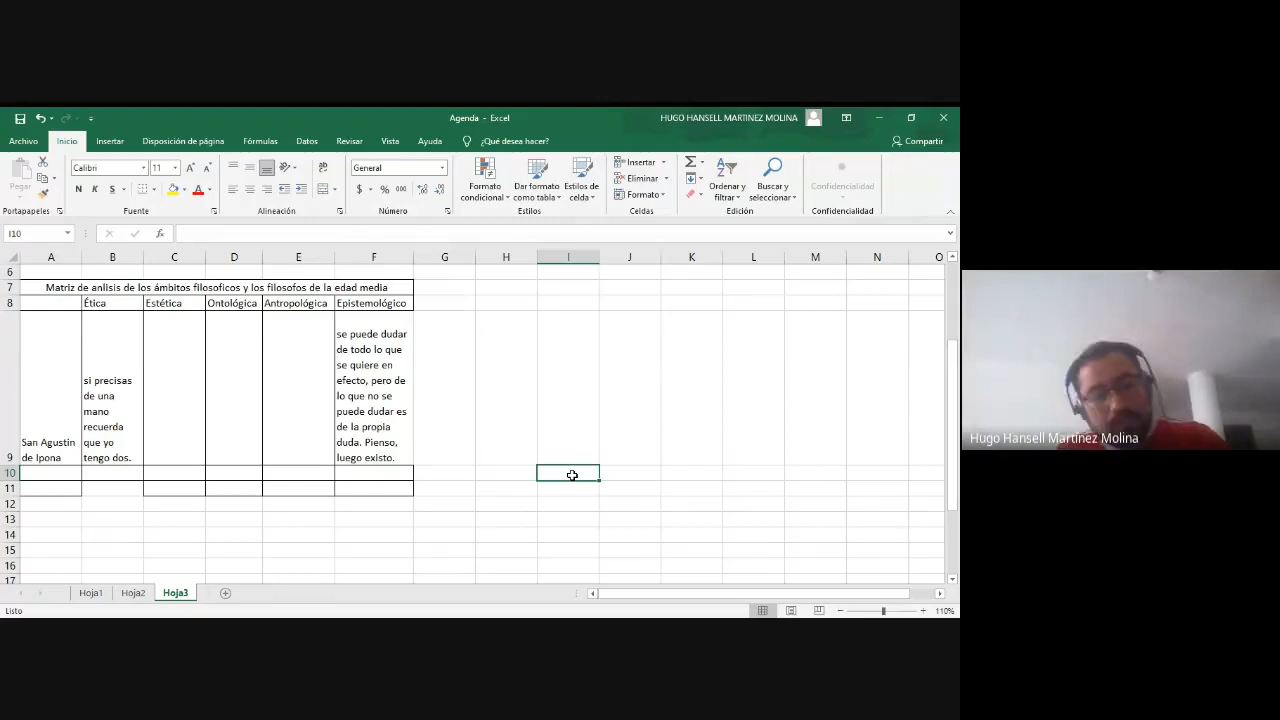 Agenda - Excel
HUGO HANSELL MARTINEZ MOLINA
Archivo Inicio Insertar Disposición de página Fórmulas Datos Revisar Vista Ayuda ¿Qué desea hacer? Compartir
Pegar
Calibri 11
N K S
General
$ % 000
Formato condicional
Dar formato como tabla
Estilos de celda
Insertar
Eliminar
Formato
Ordenar y filtrar
Buscar y seleccionar
Confidencialidad
Portapapeles Fuente Alineación Número Estilos Celdas Edición Confidencialidad
I10 fx
A B C D E F G H I J K L M N O
6
7 Matriz de anlisis de los ámbitos filosoficos y los filosofos de la edad media
8 Ética Estética Ontológica Antropológica Epistemológico
9
San Agustin
de Ipona
si precisas
de una
mano
recuerda
que yo
tengo dos.
se puede dudar
de todo lo que
se quiere en
efecto, pero de
lo que no se
puede dudar es
de la propia
duda. Pienso,
luego existo.
10
11
12
13
14
15
16
17
Hoja1 Hoja2 Hoja3
Listo
110%
Hugo Hansell Martínez Molina